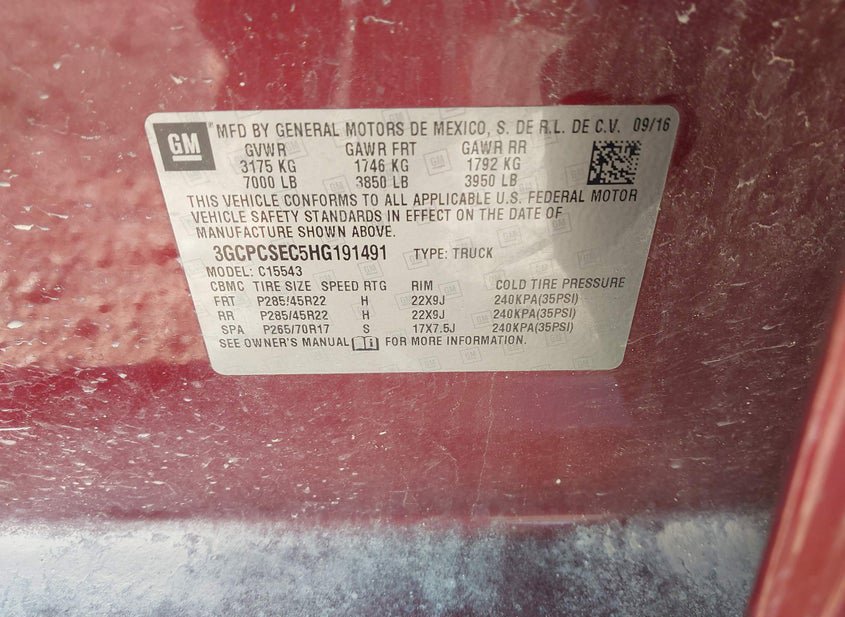 GM MFD BY GENERAL MOTORS DE MEXICO, S. DE R.L. DE C.V. 09/16
GVWR GAWR FRT GAWR RR
3175 KG 1746 KG 1792 KG
7000 LB 3850 LB 3950 LB
THIS VEHICLE CONFORMS TO ALL APPLICABLE U.S. FEDERAL MOTOR
VEHICLE SAFETY STANDARDS IN EFFECT ON THE DATE OF
MANUFACTURE SHOWN ABOVE.
3GCPCSEC5HG191491 TYPE: TRUCK
MODEL: C15543
CBMC TIRE SIZE SPEED RTG RIM COLD TIRE PRESSURE
FRT P285/45R22 H 22X9J 240KPA(35PSI)
RR P285/45R22 H 22X9J 240KPA(35PSI)
SPA P265/70R17 S 17X7.5J 240KPA(35PSI)
SEE OWNER'S MANUAL FOR MORE INFORMATION.